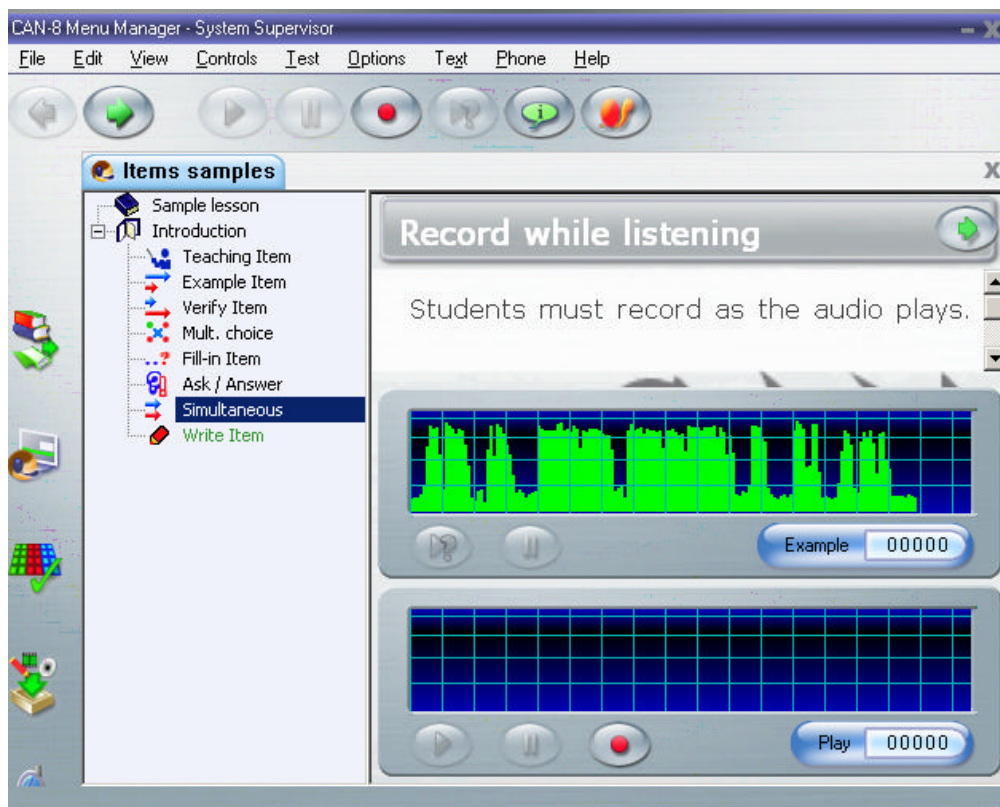 CAN-8 Menu Manager - System Supervisor
File Edit View Controls Test Options Text Phone Help
Items samples
Sample lesson
Introduction
Teaching Item
Example Item
Verify Item
Mult. choice
Fill-in Item
Ask / Answer
Simultaneous
Write Item
Record while listening
Students must record as the audio plays.
Example 00000
Play 00000